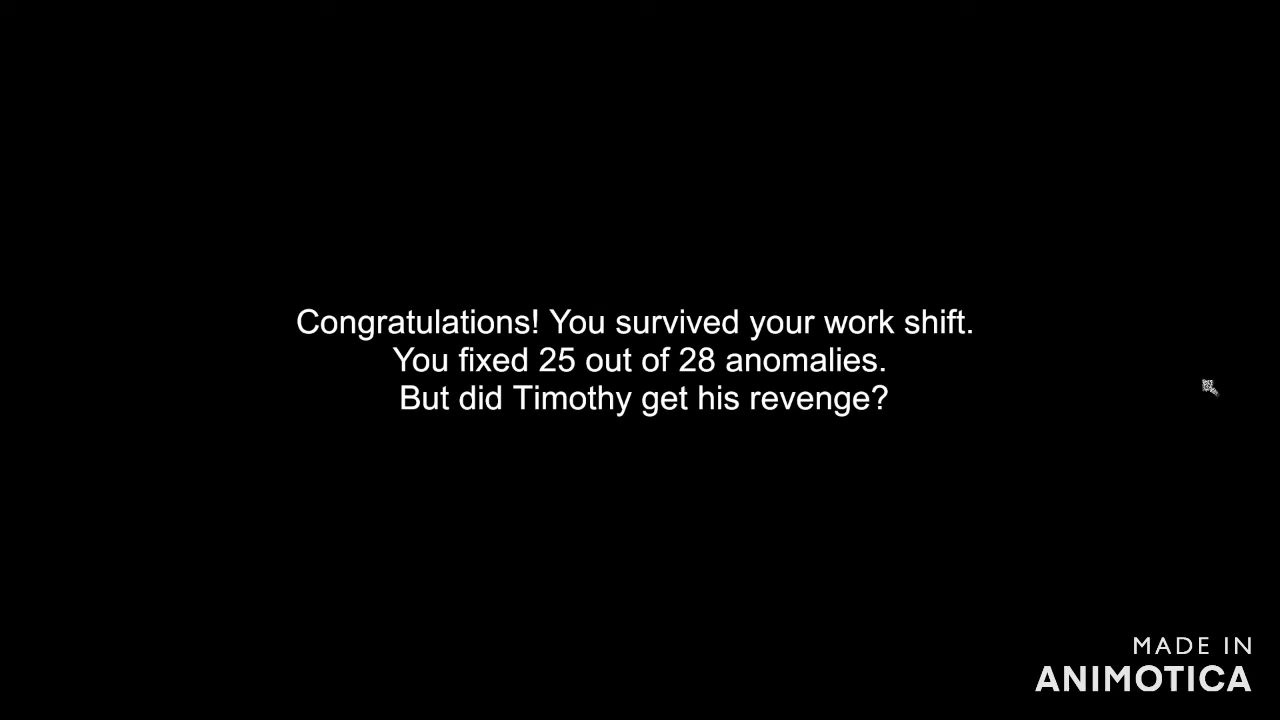 Congratulations! You survived your work shift.
You fixed 25 out of 28 anomalies.
But did Timothy get his revenge?
MADE IN
ANIMOTICA